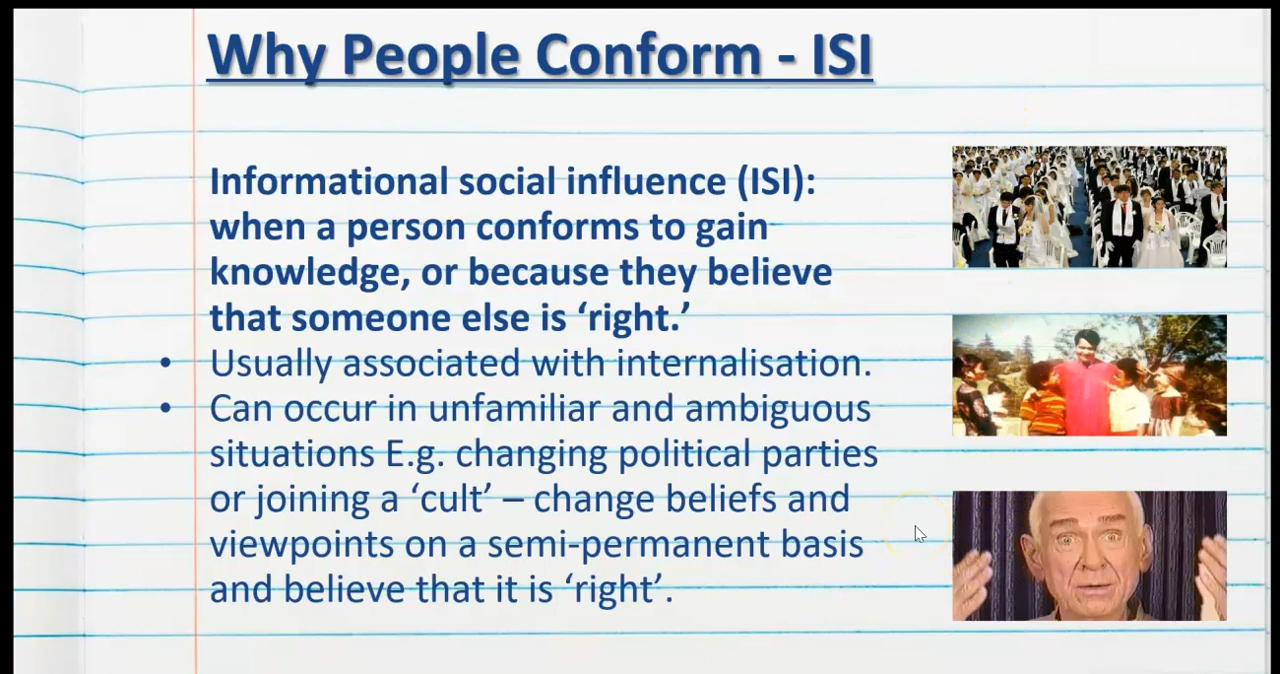 Why People Conform - ISI
Informational social influence (ISI):
when a person conforms to gain
knowledge, or because they believe
that someone else is ‘right.’
• Usually associated with internalisation.
• Can occur in unfamiliar and ambiguous
situations E.g. changing political parties
or joining a ‘cult’ – change beliefs and
viewpoints on a semi-permanent basis
and believe that it is ‘right’.